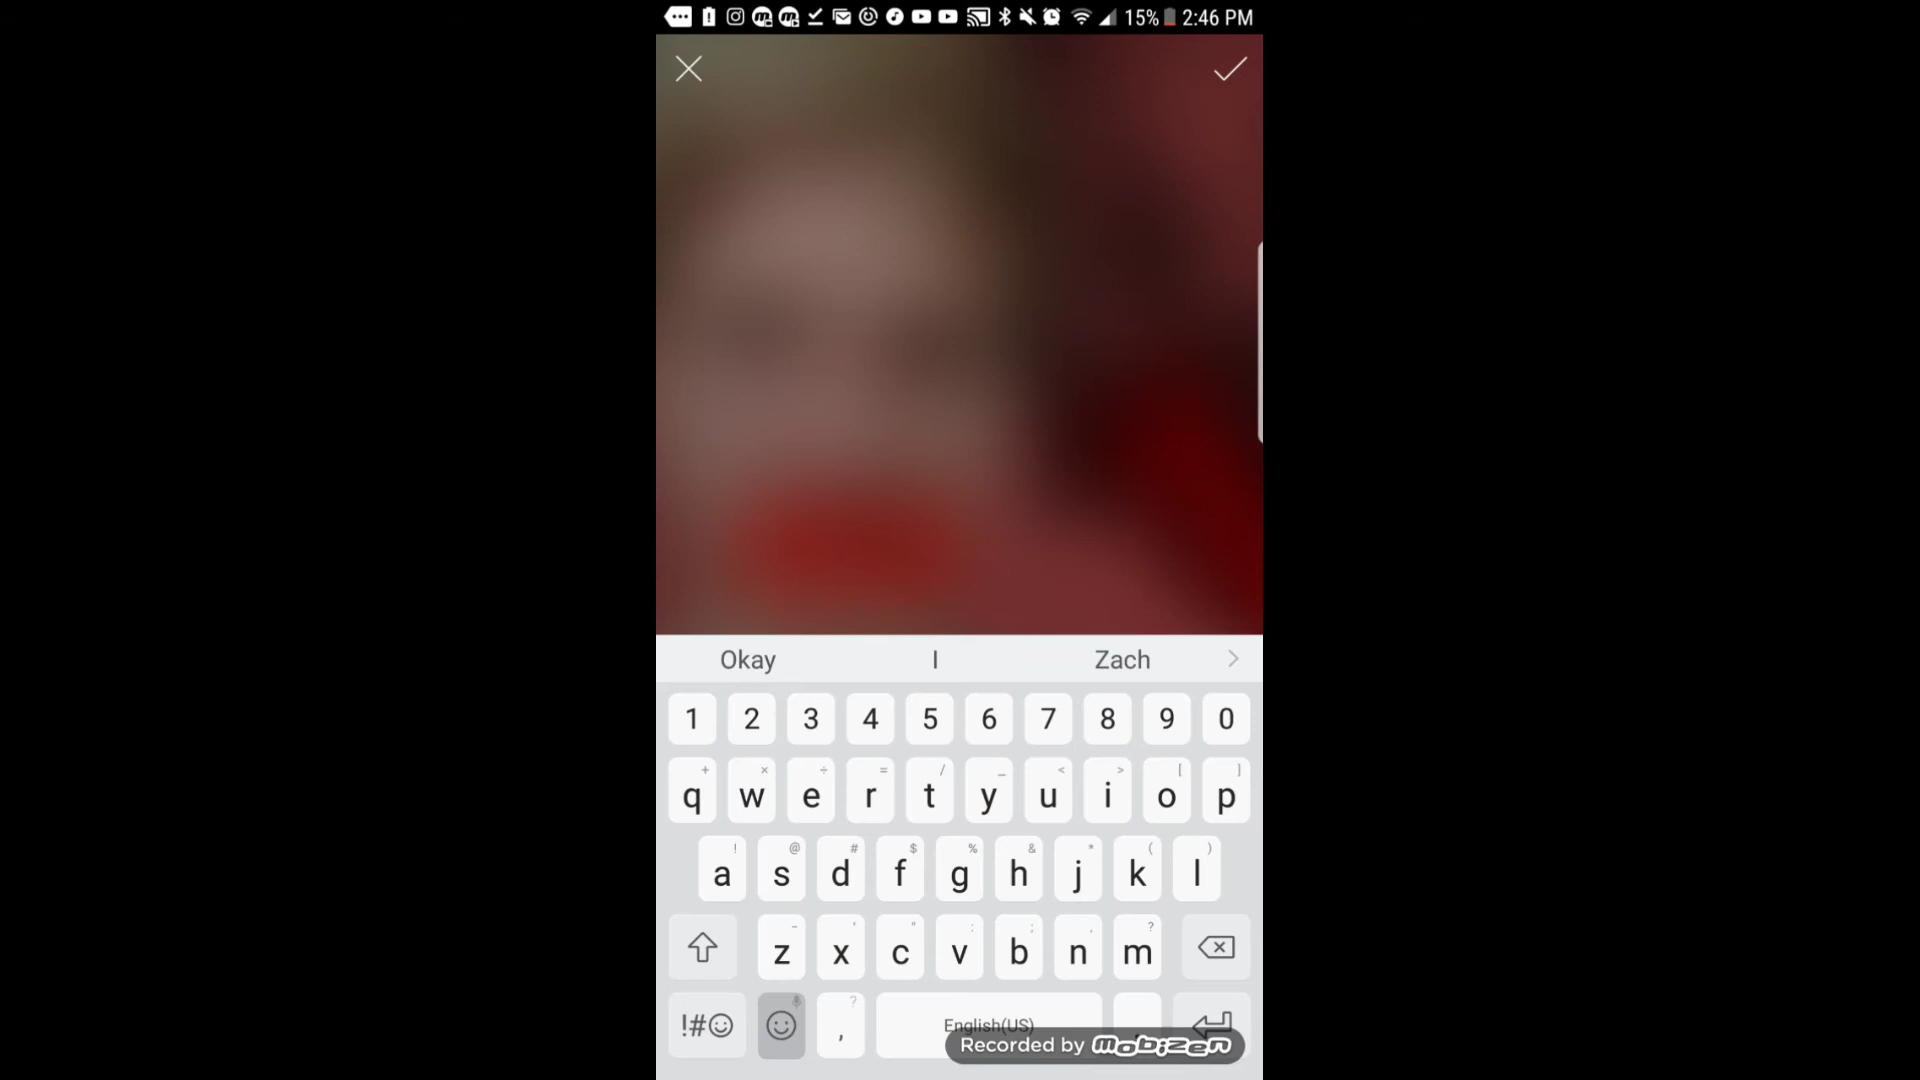 15% 2:46 PM
Okay I Zach
1 2 3 4 5 6 7 8 9 0
+ × ÷ = / _ < > [ ]
q w e r t y u i o p
! @ # $ % & * ( )
a s d f g h j k l
- ' " : ; , ?
z x c v b n m
!#☺ , ? English(US)
Recorded by Mobizen